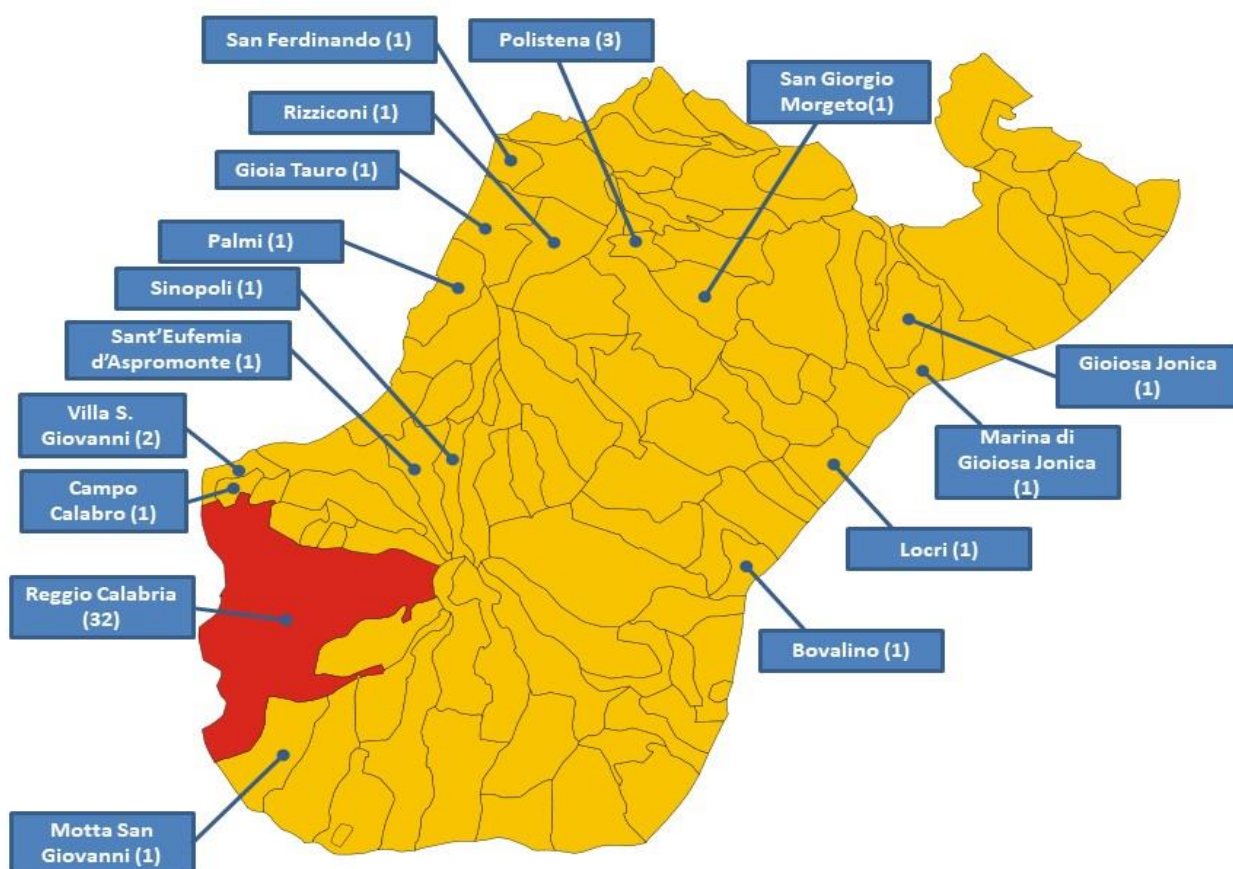 San Ferdinando (1)
Polistena (3)
San Giorgio
Morgeto(1)
Rizziconi (1)
Gioia Tauro (1)
Palmi (1)
Sinopoli (1)
Sant'Eufemia
d'Aspromonte (1)
Villa S.
Giovanni (2)
Campo
Calabro (1)
Reggio Calabria
(32)
Motta San
Giovanni (1)
Gioiosa Jonica
(1)
Marina di
Gioiosa Jonica
(1)
Locri (1)
Bovalino (1)